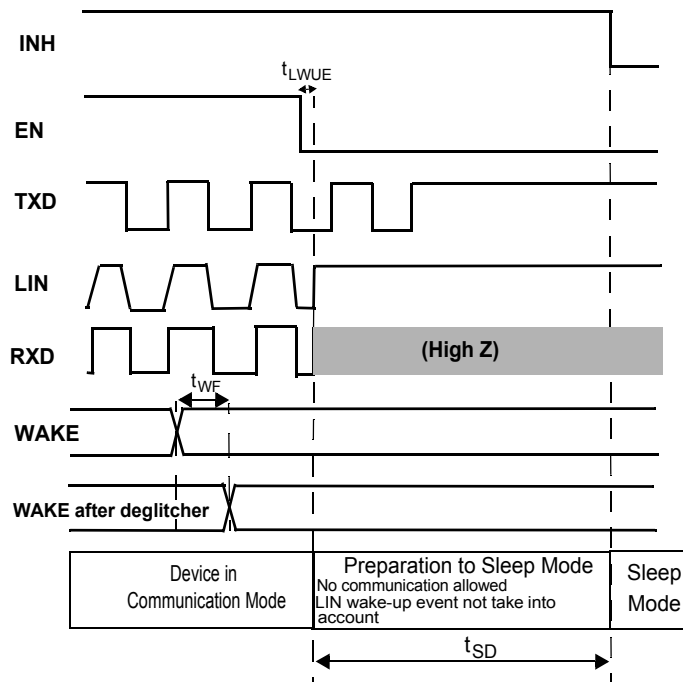 INH
tLWUE
EN
TXD
LIN
RXD
(High Z)
tWF
WAKE
WAKE after deglitcher
Device in
Communication Mode
Preparation to Sleep Mode
No communication allowed
LIN wake-up event not take into
account
Sleep
Mode
tSD